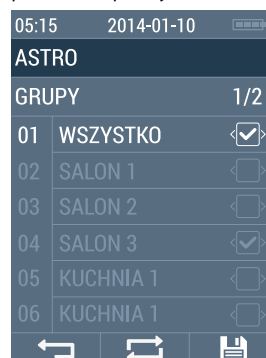 05:15 2014-01-10
ASTRO
GRUPY 1/2
01 WSZYSTKO
02 SALON 1
03 SALON 2
04 SALON 3
05 KUCHNIA 1
06 KUCHNIA 1